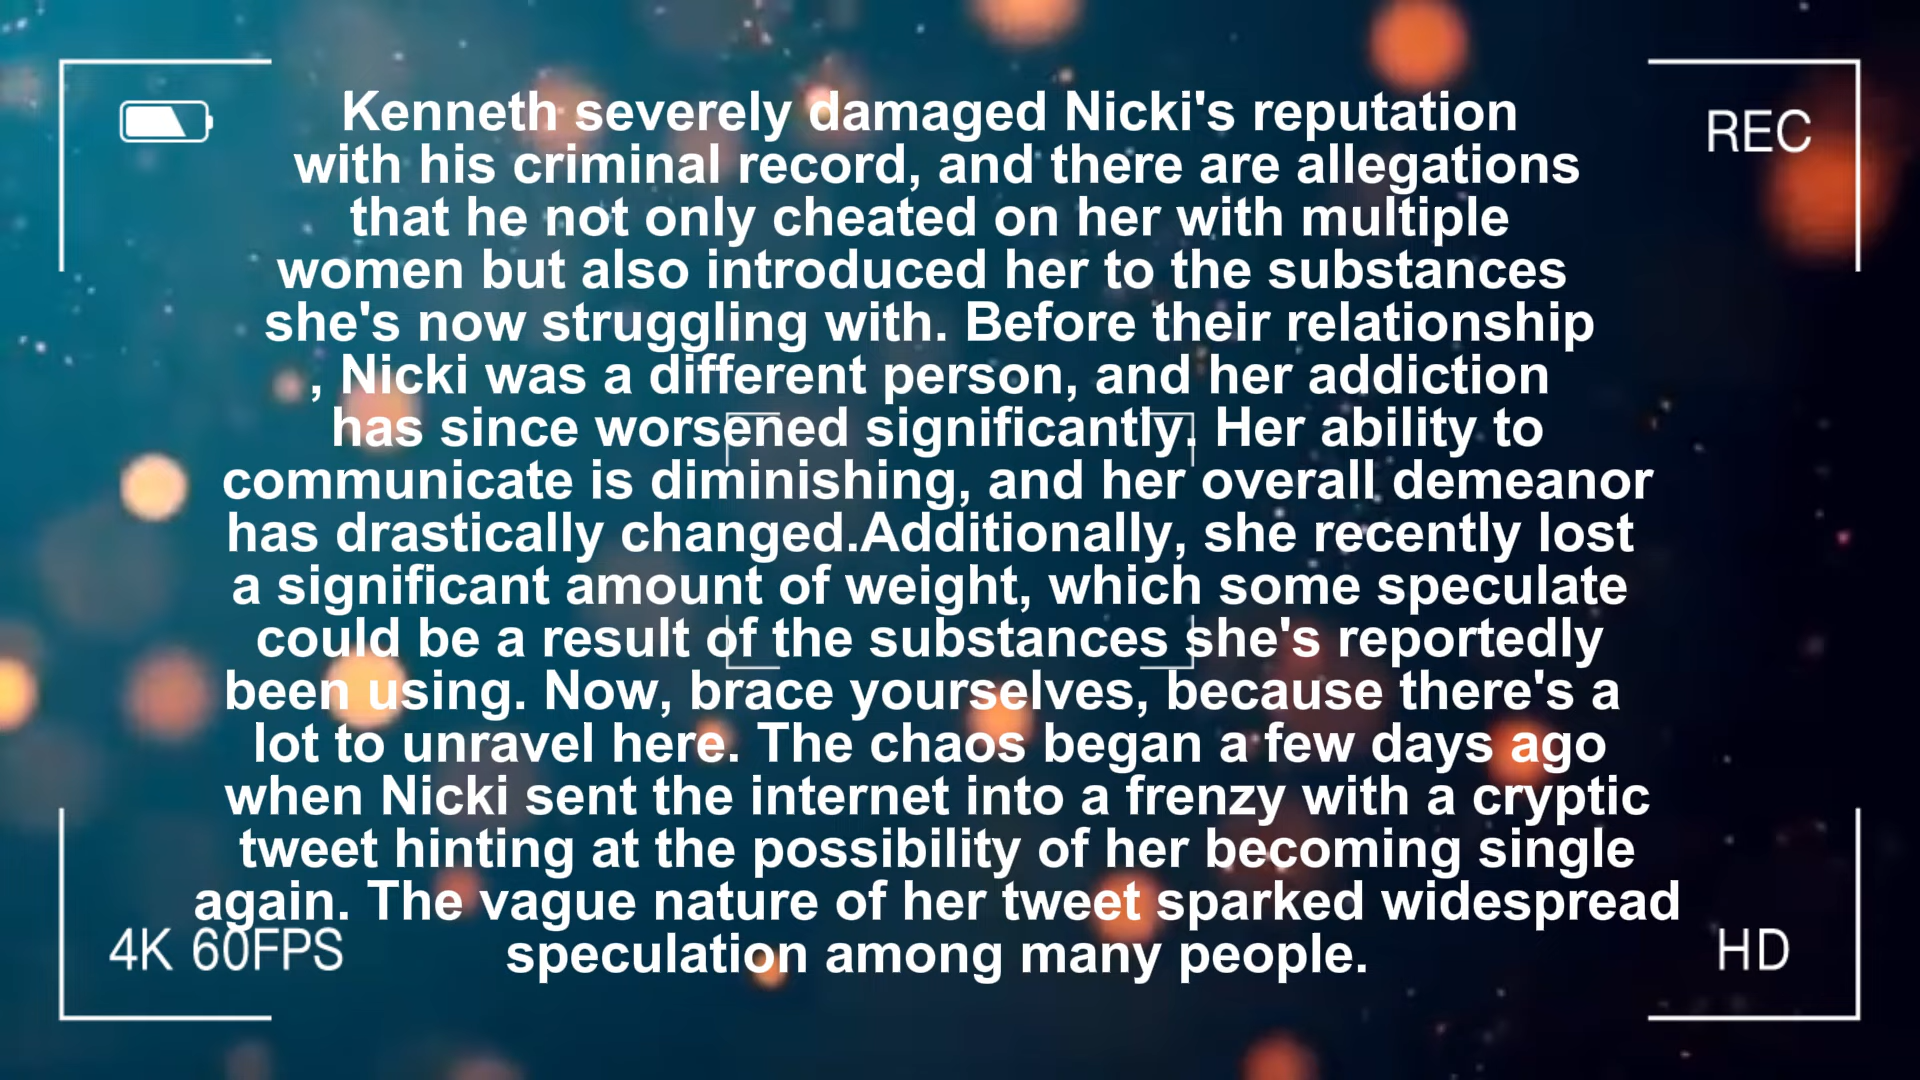 Kenneth severely damaged Nicki's reputation
REC
with his criminal record, and there are allegations
that he not only cheated on her with multiple
women but also introduced her to the substances
she's now struggling with. Before their relationship
, Nicki was a different person, and her addiction
has since worsened significantly. Her ability to
communicate is diminishing, and her overall demeanor
has drastically changed.Additionally, she recently lost
a significant amount of weight, which some speculate
could be a result of the substances she's reportedly
been using. Now, brace yourselves, because there's a
lot to unravel here. The chaos began a few days ago
when Nicki sent the internet into a frenzy with a cryptic
tweet hinting at the possibility of her becoming single
again. The vague nature of her tweet sparked widespread
speculation among many people.
4K 60FPS
HD